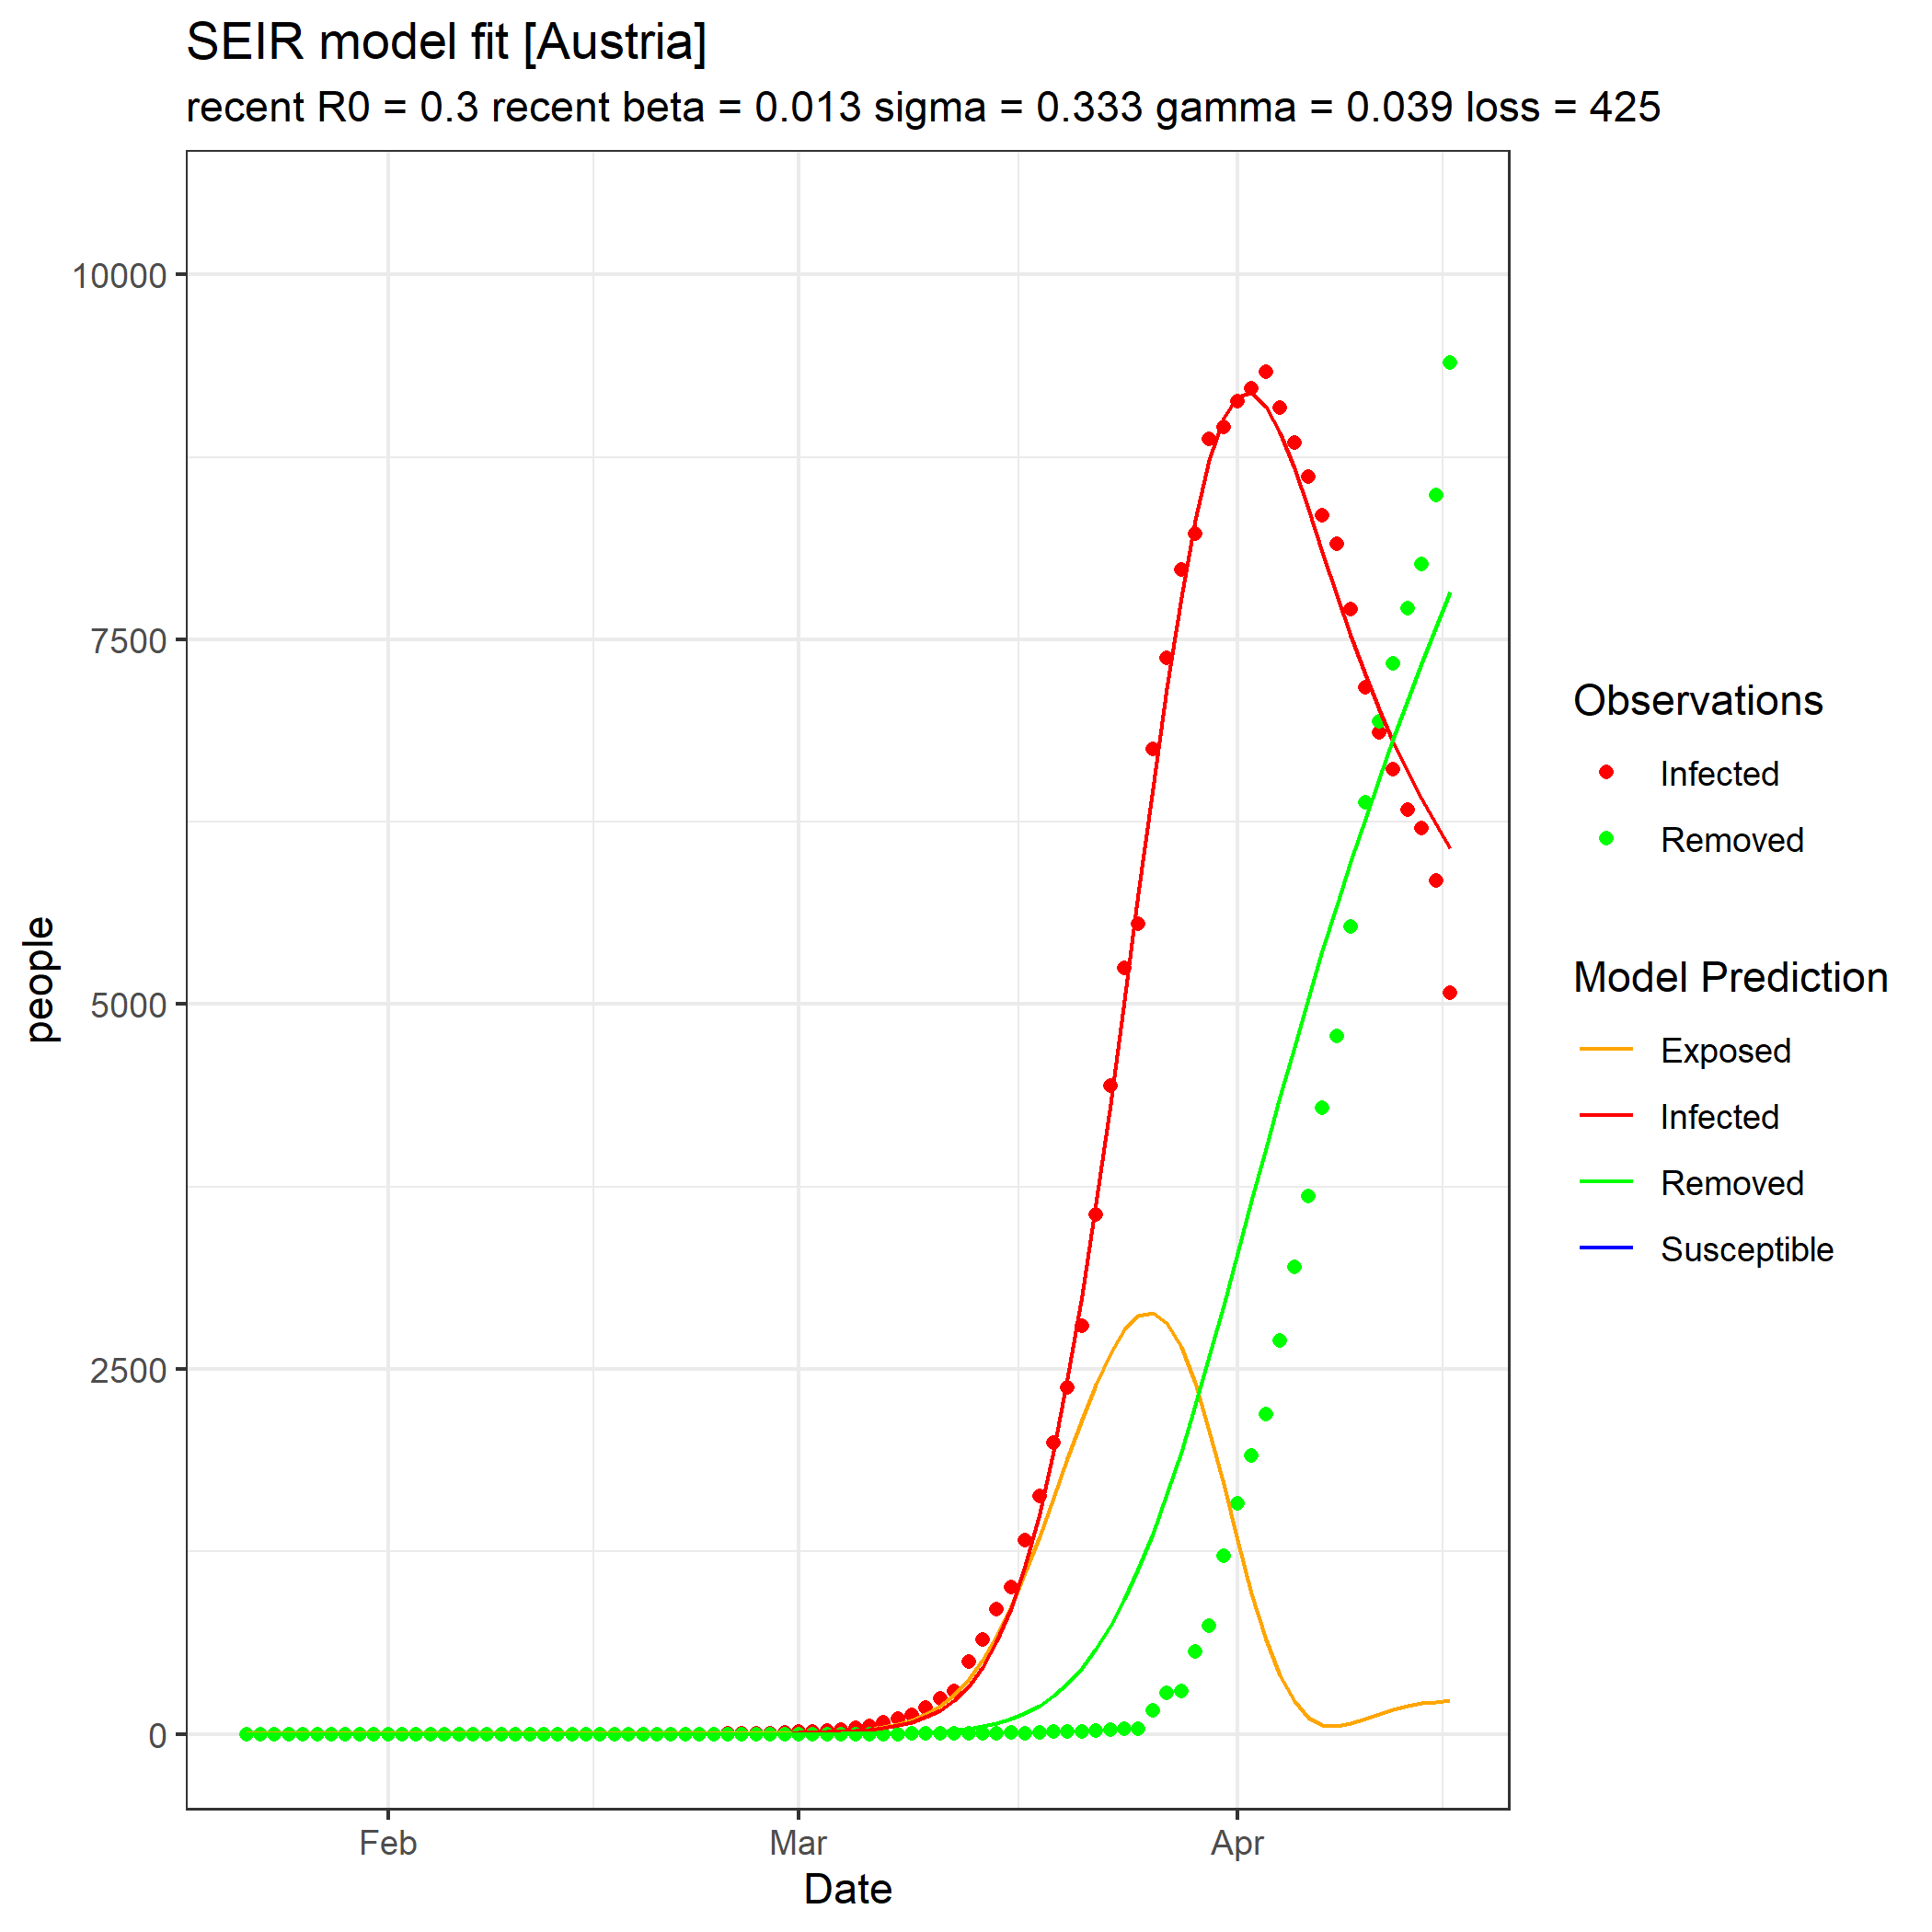 SEIR model fit [Austria]
recent R0 = 0.3 recent beta = 0.013 sigma = 0.333 gamma = 0.039 loss = 425
10000
7500
5000
2500
0
people
Feb
Mar
Apr
Date
Observations
Infected
Removed
Model Prediction
Exposed
Infected
Removed
Susceptible